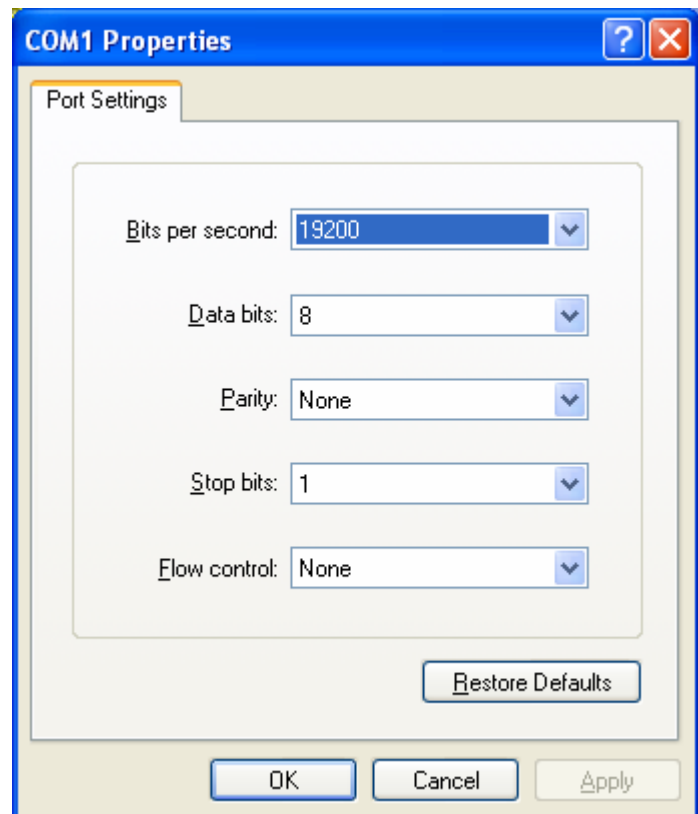 COM1 Properties
Port Settings
Bits per second: 19200
Data bits: 8
Parity: None
Stop bits: 1
Flow control: None
Restore Defaults
OK Cancel Apply